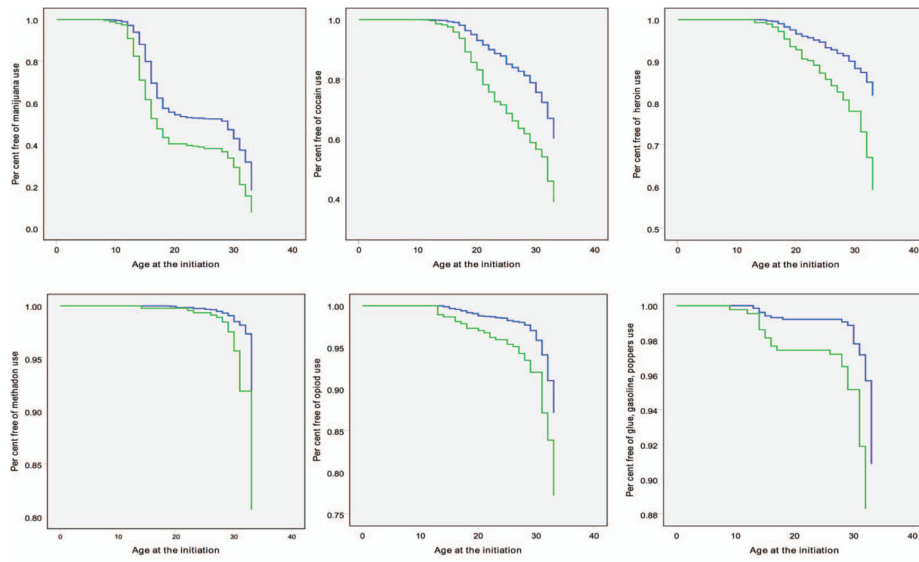 Per cent free of manijuana use
1.0
0.8
0.6
0.4
0.2
0.0
0 10 20 30 40
Age at the initiation
Per cent free of cocain use
1.0
0.8
0.6
0.4
0 10 20 30 40
Age at the initiation
Per cent free of heroin use
1.0
0.9
0.8
0.7
0.6
0.5
0 10 20 30 40
Age at the initiation
Per cent free of methadon use
1.00
0.95
0.90
0.85
0.80
0 10 20 30 40
Age at the initiation
Per cent free of opiod use
1.00
0.95
0.90
0.85
0.80
0.75
0 10 20 30 40
Age at the initiation
Per cent free of glue, gasoline, poppers use
1.00
0.98
0.96
0.94
0.92
0.90
0.88
0 10 20 30 40
Age at the initiation